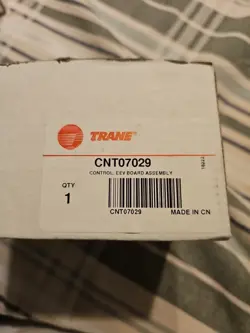 TRANE
CNT07029
CONTROL, EEV BOARD ASSEMBLY
QTY
1
CNT07029
MADE IN CN